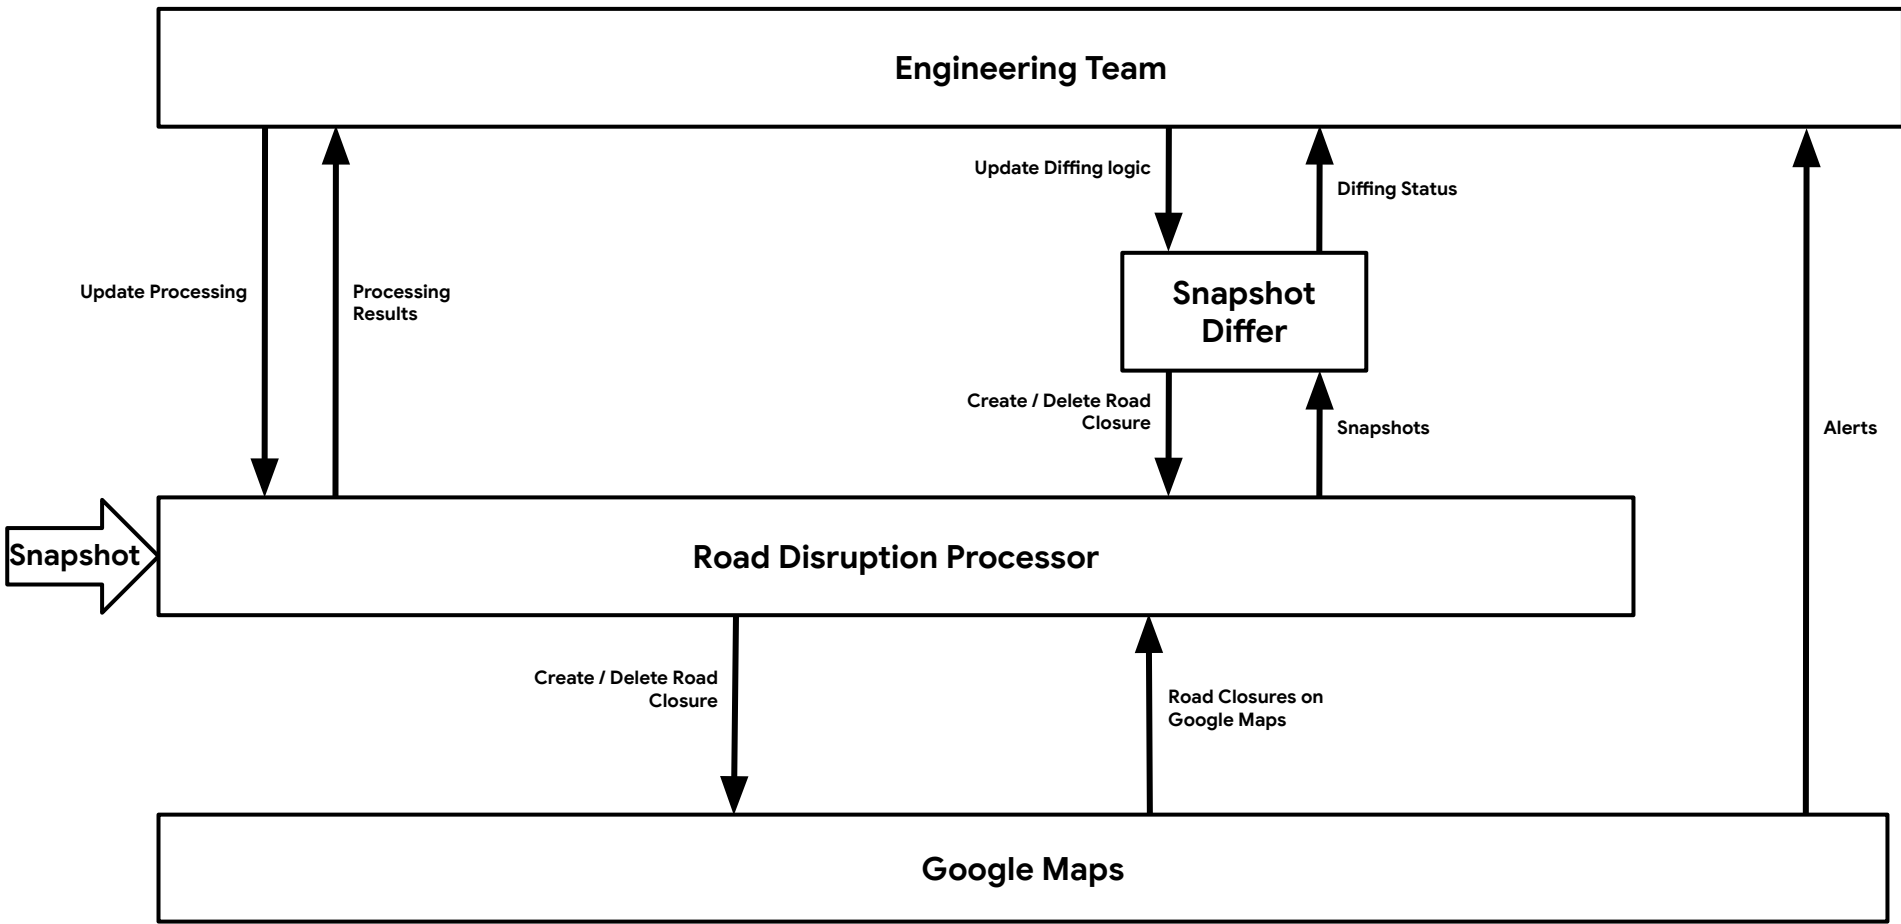 Engineering Team
Update Diffing logic
Diffing Status
Update Processing
Processing
Results
Snapshot
Differ
Create / Delete Road
Closure
Snapshots
Alerts
Snapshot
Road Disruption Processor
Create / Delete Road
Closure
Road Closures on
Google Maps
Google Maps